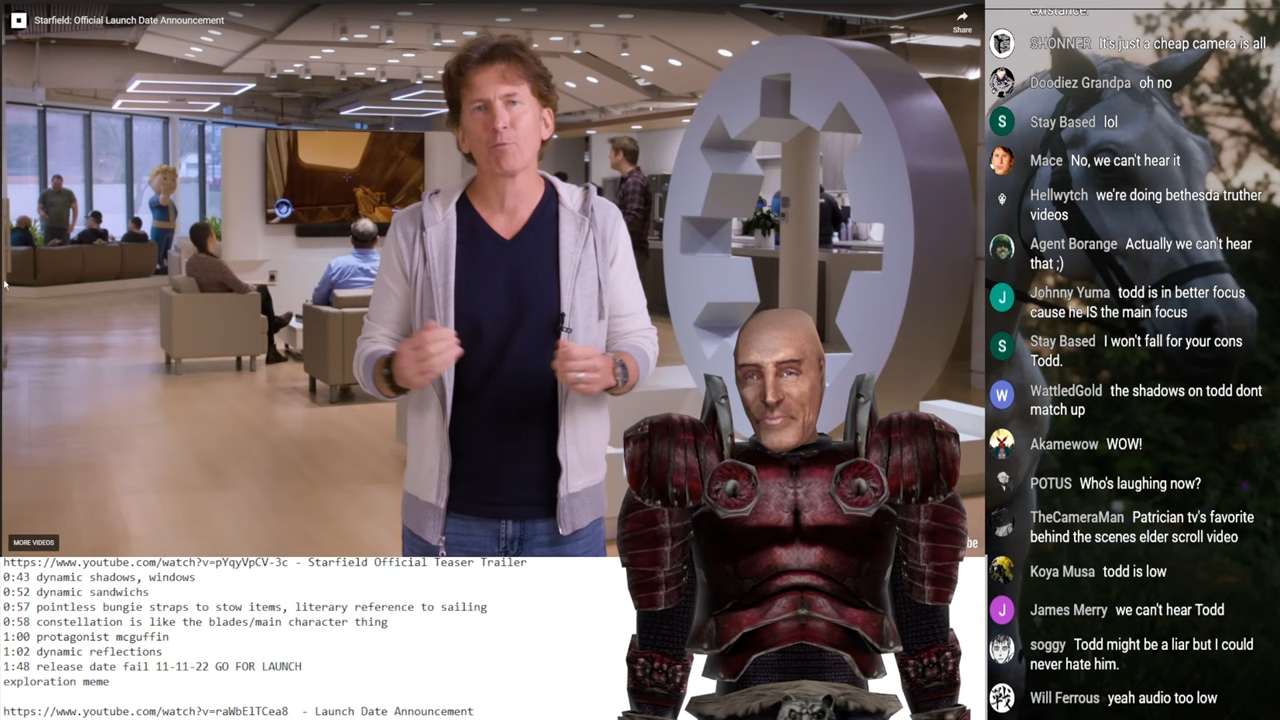 Starfield: Official Launch Date Announcement
Share
MORE VIDEOS
be
https://www.youtube.com/watch?v=pYqyVpCV-3c - Starfield Official Teaser Trailer
0:43 dynamic shadows, windows
0:52 dynamic sandwichs
0:57 pointless bungie straps to stow items, literary reference to sailing
0:58 constellation is like the blades/main character thing
1:00 protagonist mcguffin
1:02 dynamic reflections
1:48 release date fail 11-11-22 GO FOR LAUNCH
exploration meme
https://www.youtube.com/watch?v=raWbElTCea8  - Launch Date Announcement
existance.
SHONNER It's just a cheap camera is all.
Doodiez Grandpa oh no
S Stay Based lol
Mace No, we can't hear it
Hellwytch we're doing bethesda truther
videos
Agent Borange Actually we can't hear
that ;)
J Johnny Yuma todd is in better focus
cause he IS the main focus
S Stay Based I won't fall for your cons
Todd.
W WattledGold the shadows on todd dont
match up
Akamewow WOW!
POTUS Who's laughing now?
TheCameraMan Patrician tv's favorite
behind the scenes elder scroll video
Koya Musa todd is low
J James Merry we can't hear Todd
soggy Todd might be a liar but I could
never hate him.
Will Ferrous yeah audio too low